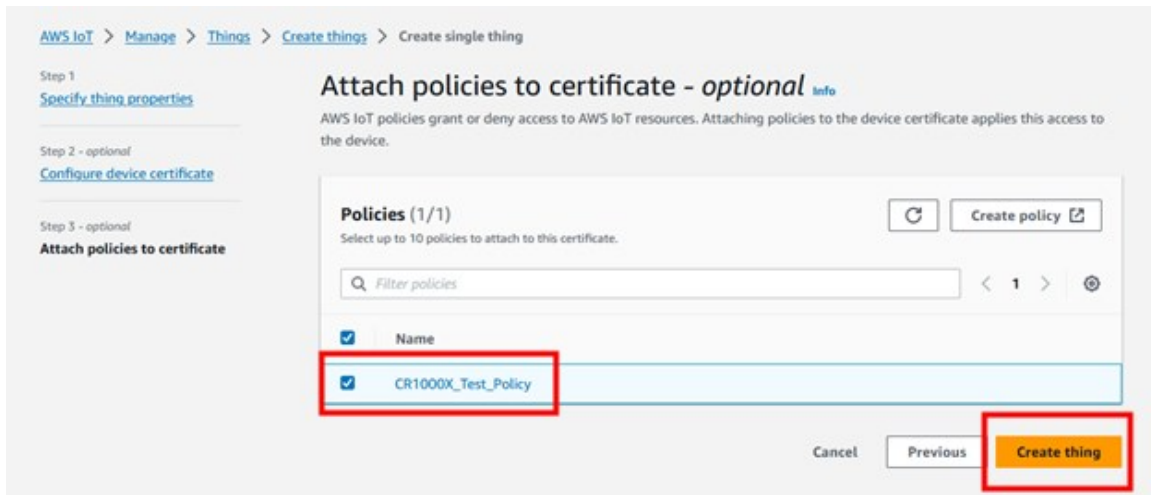 AWS IoT > Manage > Things > Create things > Create single thing
Step 1
Specify thing properties
Step 2 - optional
Configure device certificate
Step 3 - optional
Attach policies to certificate
Attach policies to certificate - optional Info
AWS IoT policies grant or deny access to AWS IoT resources. Attaching policies to the device certificate applies this access to
the device.
Policies (1/1)
Create policy
Select up to 10 policies to attach to this certificate.
Filter policies
< 1 >
Name
CR1000X_Test_Policy
Cancel
Previous
Create thing